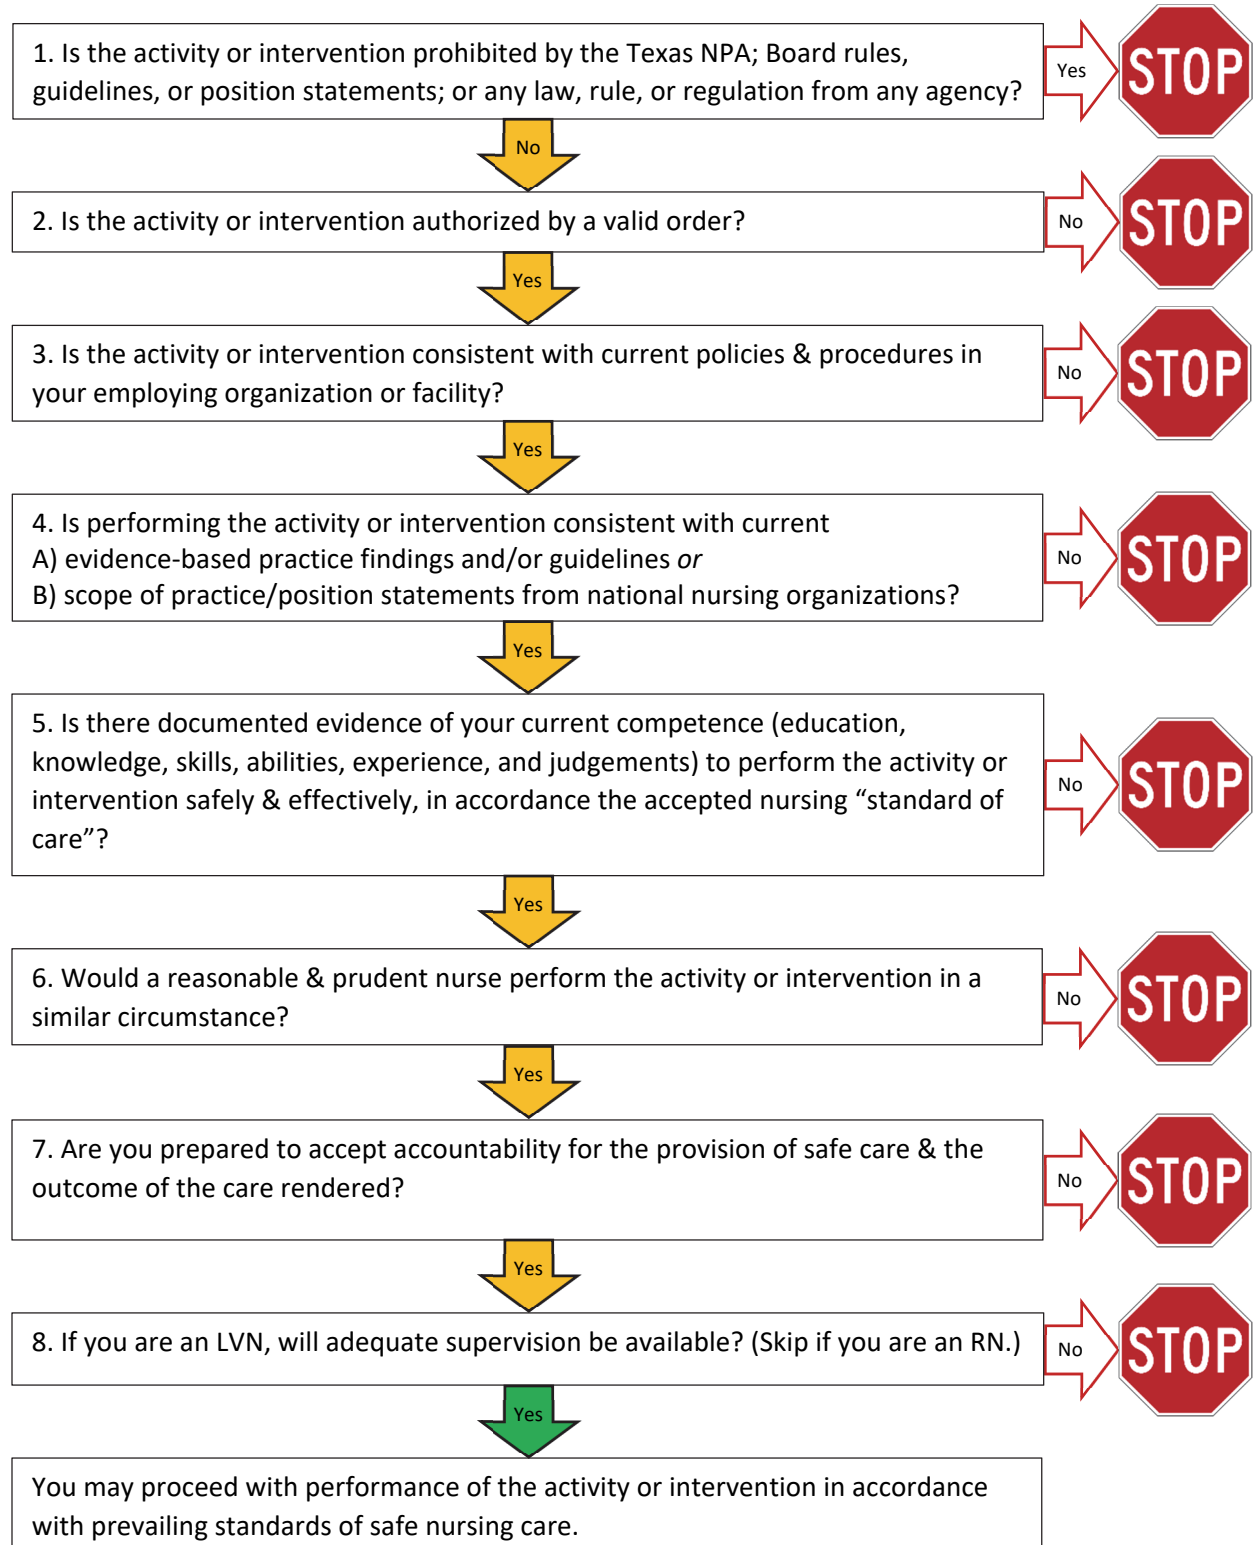 1. Is the activity or intervention prohibited by the Texas NPA; Board rules,
guidelines, or position statements; or any law, rule, or regulation from any agency?
Yes
STOP
No
2. Is the activity or intervention authorized by a valid order?
No
STOP
Yes
3. Is the activity or intervention consistent with current policies & procedures in
your employing organization or facility?
No
STOP
Yes
4. Is performing the activity or intervention consistent with current
A) evidence-based practice findings and/or guidelines or
B) scope of practice/position statements from national nursing organizations?
No
STOP
Yes
5. Is there documented evidence of your current competence (education,
knowledge, skills, abilities, experience, and judgements) to perform the activity or
intervention safely & effectively, in accordance the accepted nursing “standard of
care”?
No
STOP
Yes
6. Would a reasonable & prudent nurse perform the activity or intervention in a
similar circumstance?
No
STOP
Yes
7. Are you prepared to accept accountability for the provision of safe care & the
outcome of the care rendered?
No
STOP
Yes
8. If you are an LVN, will adequate supervision be available? (Skip if you are an RN.)
No
STOP
Yes
You may proceed with performance of the activity or intervention in accordance
with prevailing standards of safe nursing care.